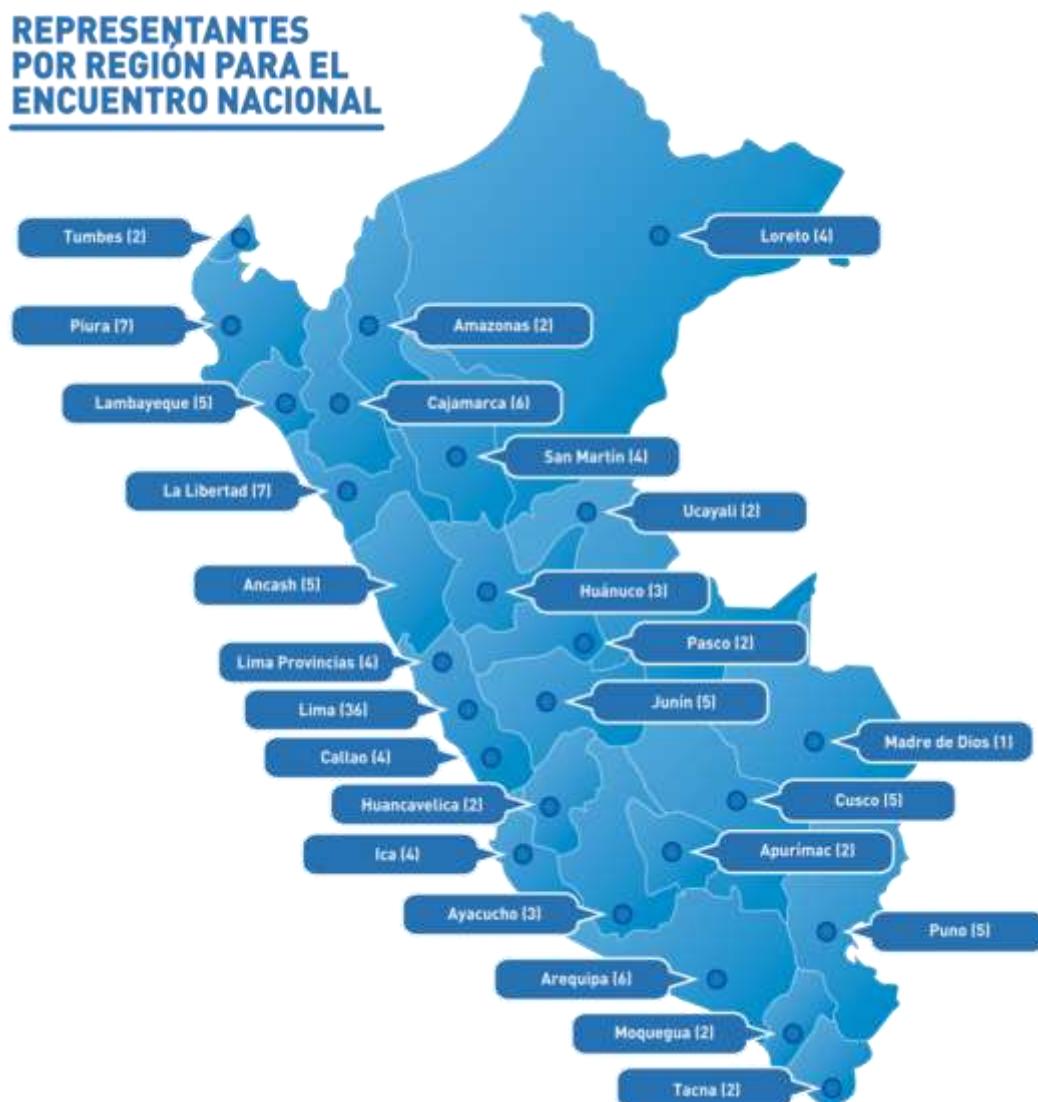 REPRESENTANTES
POR REGIÓN PARA EL
ENCUENTRO NACIONAL
Tumbes (2)
Loreto (4)
Piura (7)
Amazonas (2)
Lambayeque (5)
Cajamarca (6)
San Martín (4)
La Libertad (7)
Ucayali (2)
Ancash (5)
Huánuco (3)
Pasco (2)
Lima Provincias (4)
Junín (5)
Lima (36)
Madre de Dios (1)
Callao (4)
Huancavelica (2)
Cusco (5)
Ica (4)
Apurímac (2)
Ayacucho (3)
Puno (5)
Arequipa (6)
Moquegua (2)
Tacna (2)